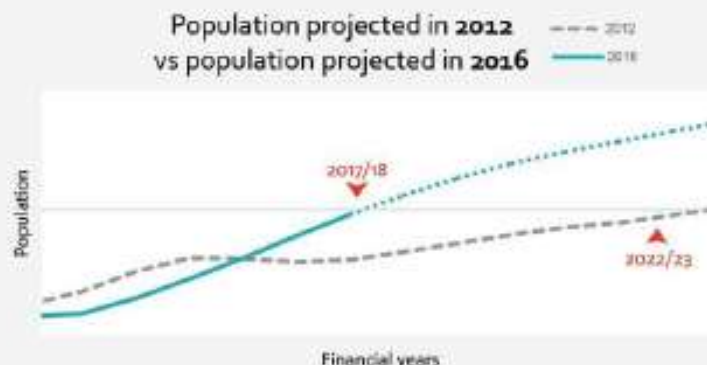 Population projected in 2012
vs population projected in 2016
2012
2016
2017/18
Population
2022/23
Financial years